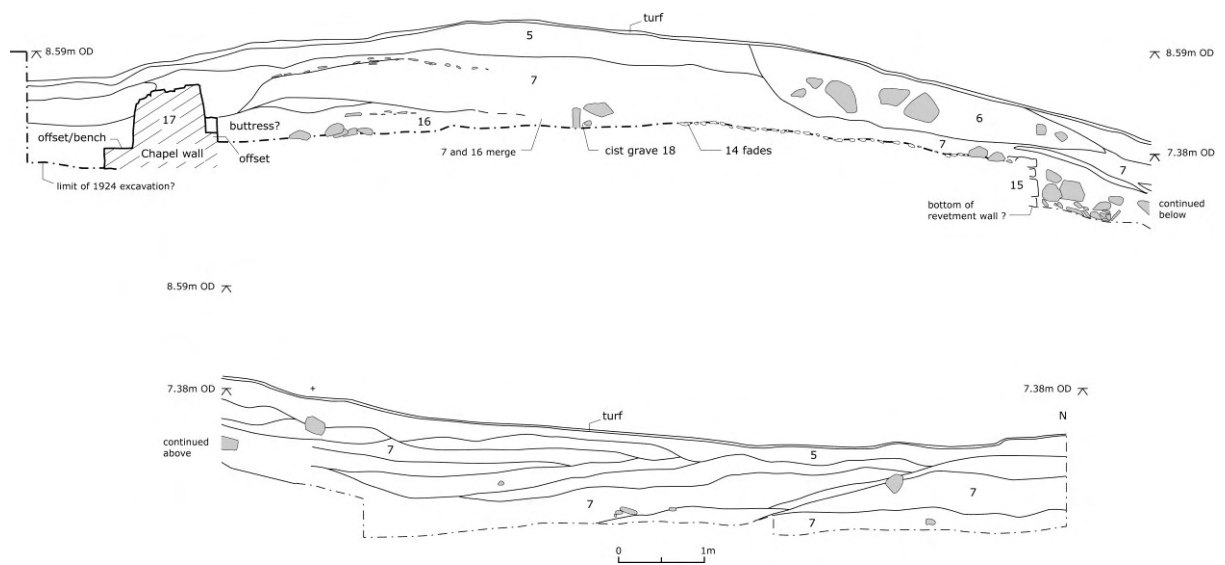 turf
5
8.59m OD
8.59m OD
7
6
17
buttress?
16
offset/bench
Chapel wall
offset
7 and 16 merge
cist grave 18
14 fades
7
7.38m OD
7
limit of 1924 excavation?
15
bottom of
revetment wall ?
continued
below
8.59m OD
7.38m OD
+
7.38m OD
turf
N
continued
above
7
5
7
7
7
0
1m